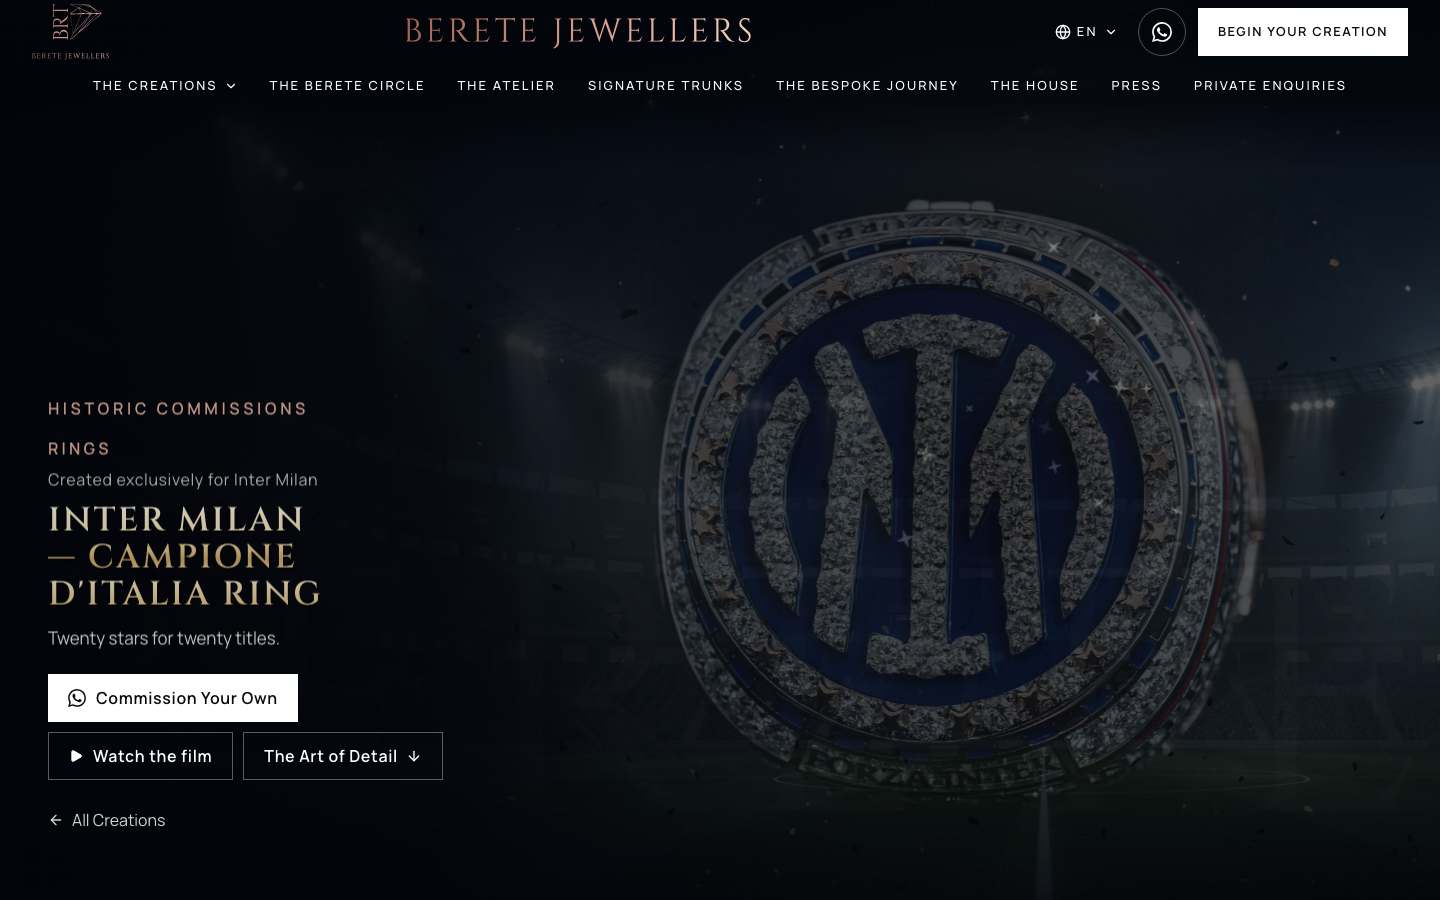 BRT
BERETE JEWELLERS
BERETE JEWELLERS
EN
BEGIN YOUR CREATION
THE CREATIONS
THE BERETE CIRCLE
THE ATELIER
SIGNATURE TRUNKS
THE BESPOKE JOURNEY
THE HOUSE
PRESS
PRIVATE ENQUIRIES
HISTORIC COMMISSIONS
RINGS
Created exclusively for Inter Milan
INTER MILAN
— CAMPIONE
D'ITALIA RING
Twenty stars for twenty titles.
Commission Your Own
Watch the film
The Art of Detail
All Creations
FORZA INTER